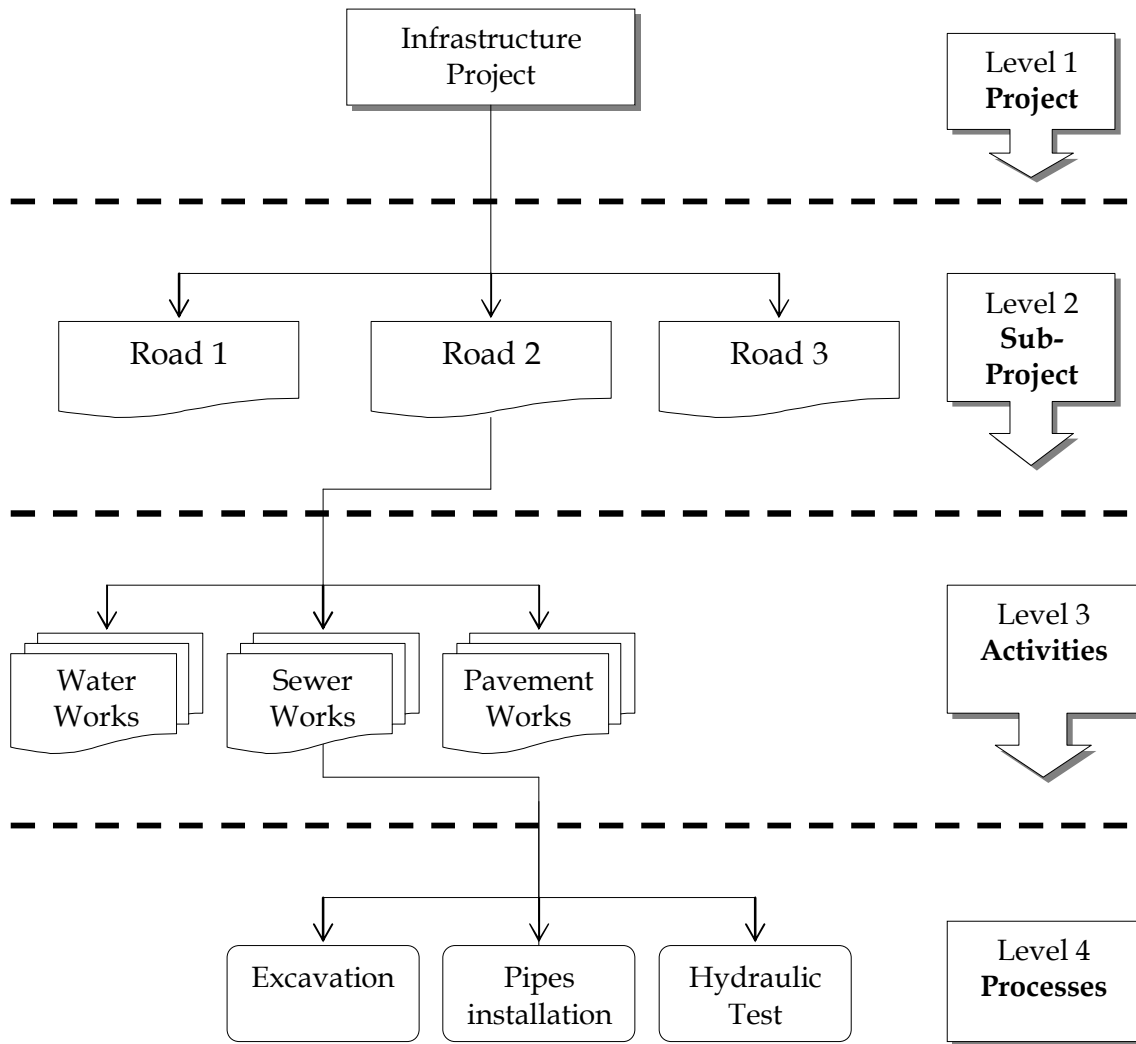 Infrastructure
Project
Level 1
Project
Road 1
Road 2
Road 3
Level 2
Sub-
Project
Water
Works
Sewer
Works
Pavement
Works
Level 3
Activities
Excavation
Pipes
installation
Hydraulic
Test
Level 4
Processes